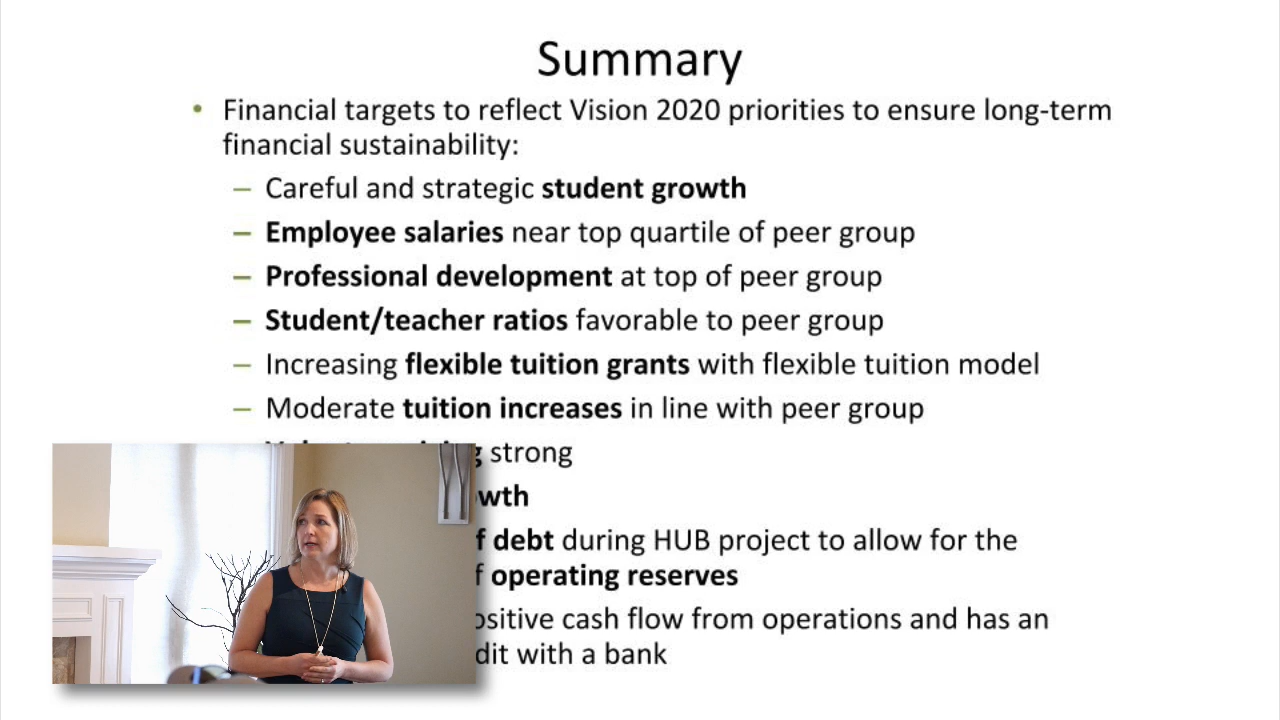 Summary
• Financial targets to reflect Vision 2020 priorities to ensure long-term
financial sustainability:
– Careful and strategic student growth
– Employee salaries near top quartile of peer group
– Professional development at top of peer group
– Student/teacher ratios favorable to peer group
– Increasing flexible tuition grants with flexible tuition model
– Moderate tuition increases in line with peer group
strong
debt during HUB project to allow for the
operating reserves
cash flow from operations and has an
with a bank